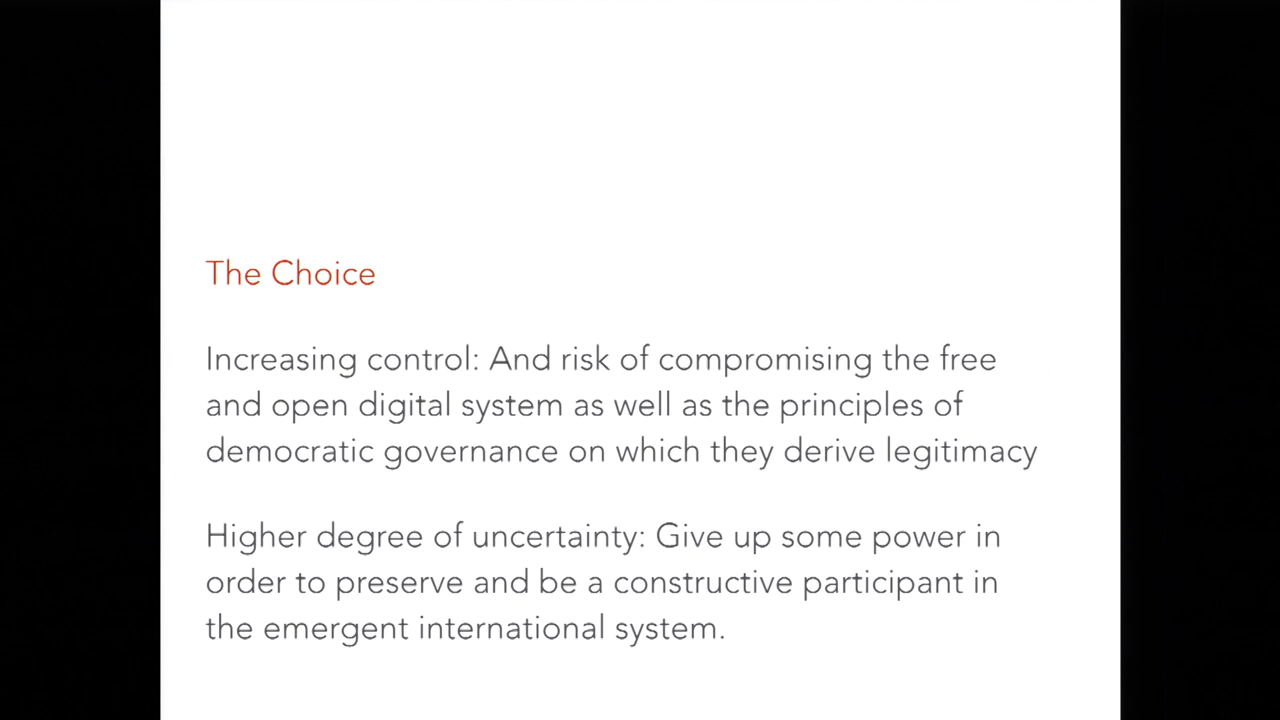 The Choice
Increasing control: And risk of compromising the free
and open digital system as well as the principles of
democratic governance on which they derive legitimacy
Higher degree of uncertainty: Give up some power in
order to preserve and be a constructive participant in
the emergent international system.